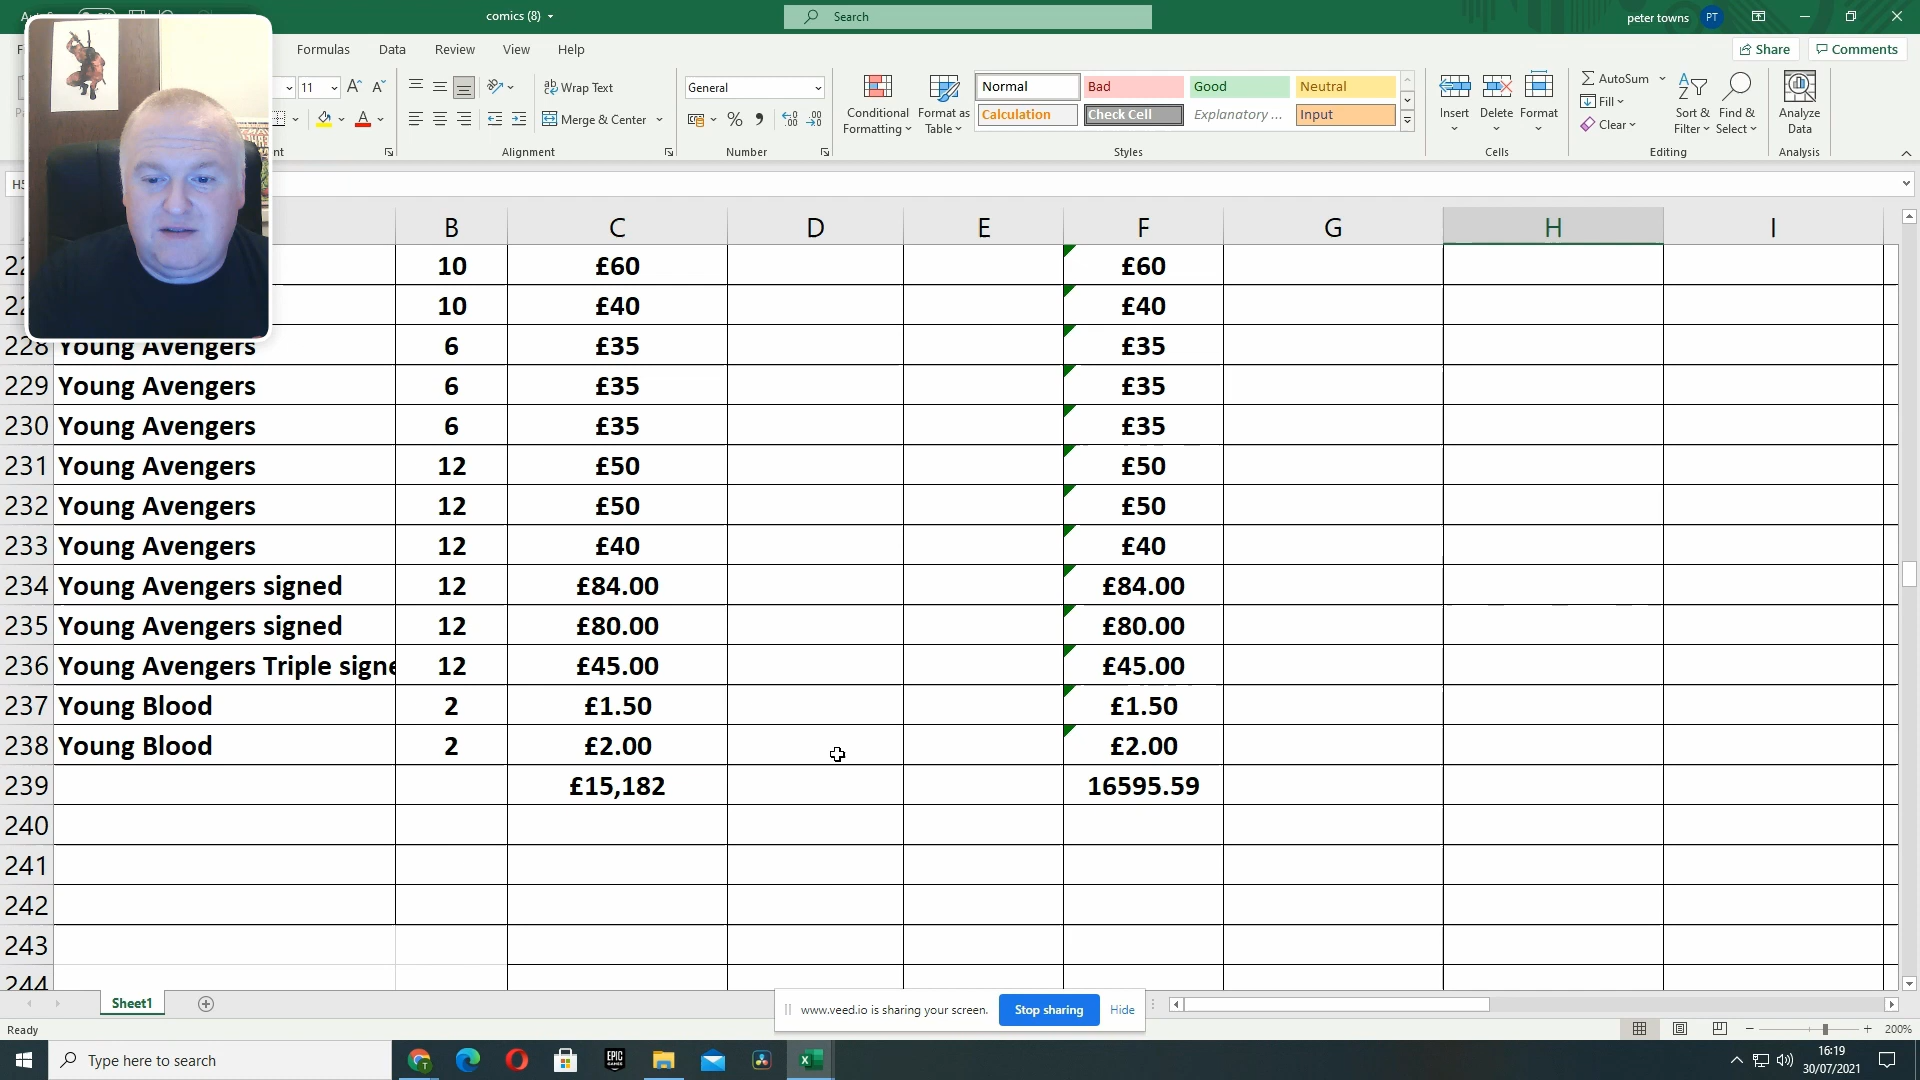 comics (8)
Search
peter towns PT
Formulas Data Review View Help
Share Comments
11
Wrap Text
General
Merge & Center
Conditional Formatting
Format as Table
Normal Bad Good Neutral
Calculation Check Cell Explanatory ... Input
Insert Delete Format
AutoSum
Fill
Clear
Sort & Filter
Find & Select
Analyze Data
Alignment Number Styles Cells Editing Analysis
B C D E F G H I
10 £60 £60
10 £40 £40
228 Young Avengers 6 £35 £35
229 Young Avengers 6 £35 £35
230 Young Avengers 6 £35 £35
231 Young Avengers 12 £50 £50
232 Young Avengers 12 £50 £50
233 Young Avengers 12 £40 £40
234 Young Avengers signed 12 £84.00 £84.00
235 Young Avengers signed 12 £80.00 £80.00
236 Young Avengers Triple signe 12 £45.00 £45.00
237 Young Blood 2 £1.50 £1.50
238 Young Blood 2 £2.00 £2.00
239 £15,182 16595.59
240
241
242
243
244
Sheet1
www.veed.io is sharing your screen. Stop sharing Hide
Ready
200%
Type here to search
EPIC GAMES
16:19
30/07/2021